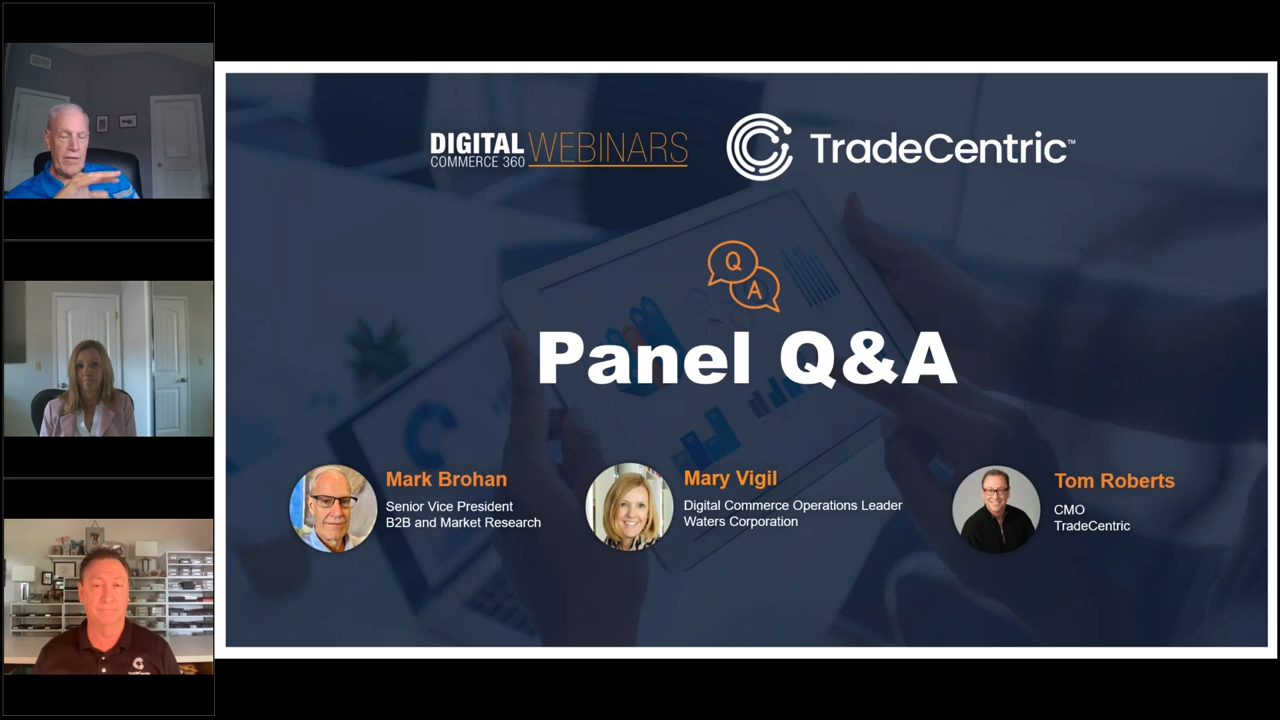 DIGITAL
COMMERCE 360
WEBINARS
TradeCentric™
Q
A
Panel Q&A
Mark Brohan
Senior Vice President
B2B and Market Research
Mary Vigil
Digital Commerce Operations Leader
Waters Corporation
Tom Roberts
CMO
TradeCentric
TradeCentric